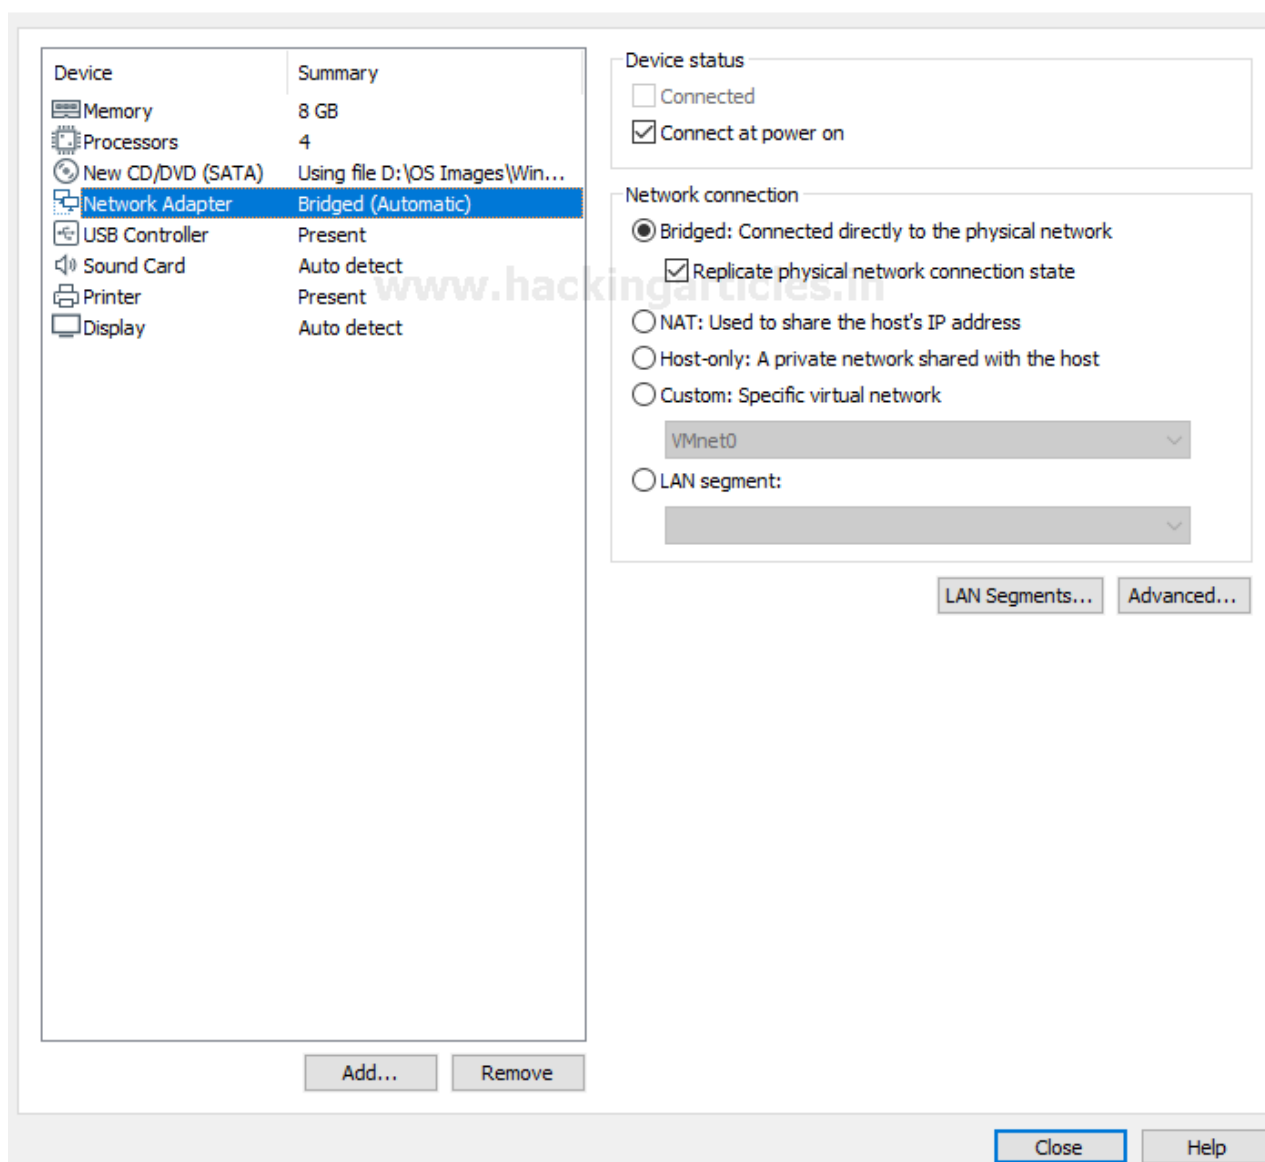 Device Summary
Memory 8 GB
Processors 4
New CD/DVD (SATA) Using file D:\OS Images\Win...
Network Adapter Bridged (Automatic)
USB Controller Present
Sound Card Auto detect
Printer Present
Display Auto detect
Add... Remove
Device status
Connected
Connect at power on
Network connection
Bridged: Connected directly to the physical network
Replicate physical network connection state
NAT: Used to share the host's IP address
Host-only: A private network shared with the host
Custom: Specific virtual network
VMnet0
LAN segment:
LAN Segments... Advanced...
Close Help
www.hackingarticles.in